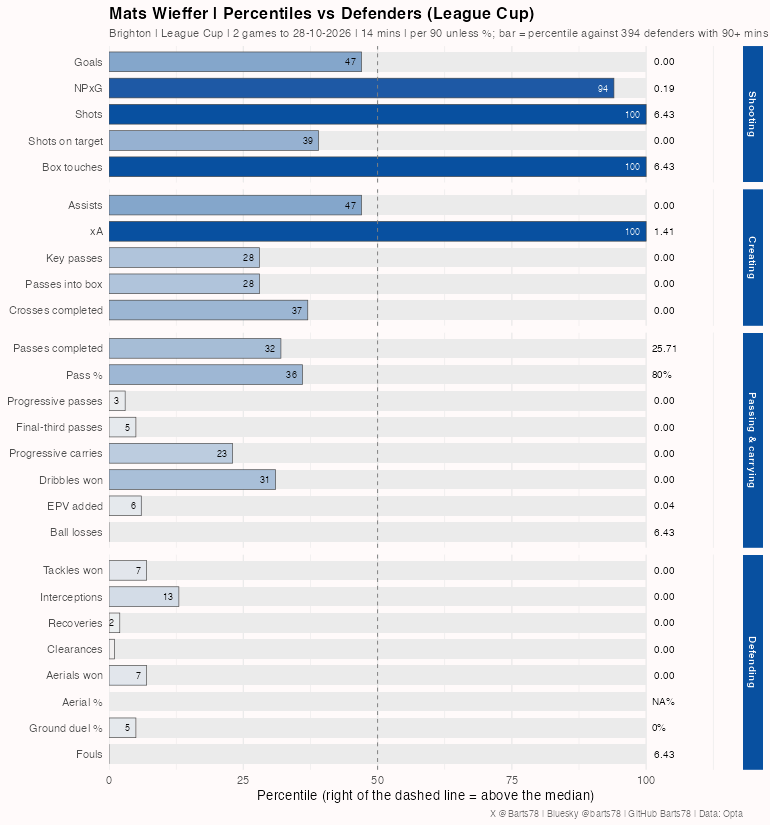 Mats Wieffer | Percentiles vs Defenders (League Cup)
Brighton | League Cup | 2 games to 28-10-2026 | 14 mins | per 90 unless %; bar = percentile against 394 defenders with 90+ mins
Goals 47 0.00
NPxG 94 0.19
Shots 100 6.43
Shots on target 39 0.00
Box touches 100 6.43
Shooting
Assists 47 0.00
xA 100 1.41
Key passes 28 0.00
Passes into box 28 0.00
Crosses completed 37 0.00
Creating
Passes completed 32 25.71
Pass % 36 80%
Progressive passes 3 0.00
Final-third passes 5 0.00
Progressive carries 23 0.00
Dribbles won 31 0.00
EPV added 6 0.04
Ball losses 6.43
Passing & carrying
Tackles won 7 0.00
Interceptions 13 0.00
Recoveries 2 0.00
Clearances 0.00
Aerials won 7 0.00
Aerial % NA%
Ground duel % 5 0%
Fouls 6.43
Defending
0 25 50 75 100
Percentile (right of the dashed line = above the median)
X @Barts78 | Bluesky @barts78 | GitHub Barts78 | Data: Opta